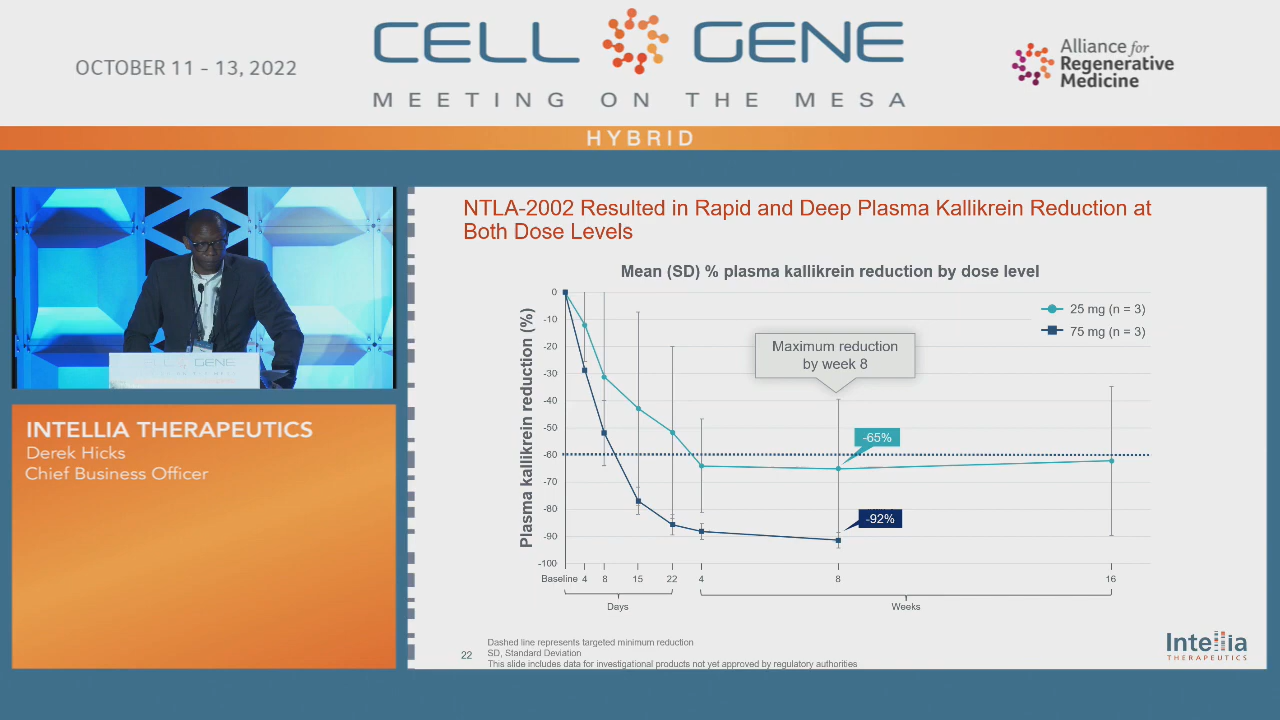 OCTOBER 11 - 13, 2022
CELL GENE
MEETING ON THE MESA
Alliance for
Regenerative
Medicine
HYBRID
CELL GENE
INTELLIA THERAPEUTICS
Derek Hicks
Chief Business Officer
NTLA-2002 Resulted in Rapid and Deep Plasma Kallikrein Reduction at
Both Dose Levels
Mean (SD) % plasma kallikrein reduction by dose level
Plasma kallikrein reduction (%)
0
-10
-20
-30
-40
-50
-60
-70
-80
-90
-100
25 mg (n = 3)
75 mg (n = 3)
Maximum reduction
by week 8
-65%
-92%
Baseline 4 8 15 22 4 8 16
Days Weeks
Dashed line represents targeted minimum reduction
SD, Standard Deviation
This slide includes data for investigational products not yet approved by regulatory authorities
22
Intellia
THERAPEUTICS